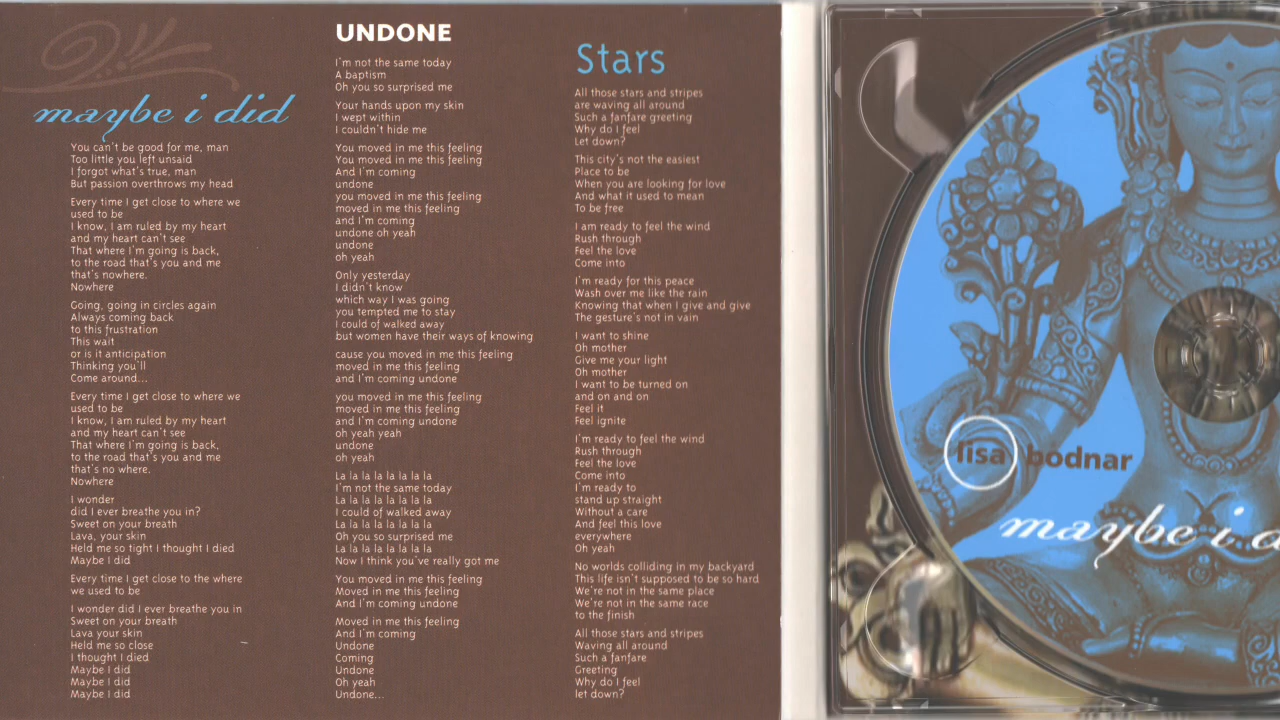 maybe i did
You can't be good for me, man
Too little you left unsaid
I forgot what's true, man
But passion overthrows my head
Every time I get close to where we
used to be
I know, I am ruled by my heart
and my heart can't see
That where I'm going is back,
to the road that's you and me
that's nowhere.
Nowhere
Going, going in circles again
Always coming back
to this frustration
This wait
or is it anticipation
Thinking you'll
Come around...
Every time I get close to where we
used to be
I know, I am ruled by my heart
and my heart can't see
That where I'm going is back,
to the road that's you and me
that's no where.
Nowhere
I wonder
did I ever breathe you in?
Sweet on your breath
Lava, your skin
Held me so tight I thought I died
Maybe I did
Every time I get close to the where
we used to be
I wonder did I ever breathe you in
Sweet on your breath
Lava your skin
Held me so close
I thought I died
Maybe I did
Maybe I did
Maybe I did
UNDONE
I'm not the same today
A baptism
Oh you so surprised me
Your hands upon my skin
I wept within
I couldn't hide me
You moved in me this feeling
You moved in me this feeling
And I'm coming
undone
you moved in me this feeling
moved in me this feeling
and I'm coming
undone oh yeah
undone
oh yeah
Only yesterday
I didn't know
which way I was going
you tempted me to stay
I could of walked away
but women have their ways of knowing
cause you moved in me this feeling
moved in me this feeling
and I'm coming undone
you moved in me this feeling
moved in me this feeling
and I'm coming undone
oh yeah yeah
undone
oh yeah
La la la la la la la la
I'm not the same today
La la la la la la la la
I could of walked away
La la la la la la la la
Oh you so surprised me
La la la la la la la la
Now I think you've really got me
You moved in me this feeling
Moved in me this feeling
And I'm coming undone
Moved in me this feeling
And I'm coming
Undone
Coming
Undone
Oh yeah
Undone...
Stars
All those stars and stripes
are waving all around
Such a fanfare greeting
Why do I feel
Let down?
This city's not the easiest
Place to be
When you are looking for love
And what it used to mean
To be free
I am ready to feel the wind
Rush through
Feel the love
Come into
I'm ready for this peace
Wash over me like the rain
Knowing that when I give and give
The gesture's not in vain
I want to shine
Oh mother
Give me your light
Oh mother
I want to be turned on
and on and on
Feel it
Feel ignite
I'm ready to feel the wind
Rush through
Feel the love
Come into
I'm ready to
stand up straight
Without a care
And feel this love
everywhere
Oh yeah
No worlds colliding in my backyard
This life isn't supposed to be so hard
We're not in the same place
We're not in the same race
to the finish
All those stars and stripes
Waving all around
Such a fanfare
Greeting
Why do I feel
let down?
lisa bodnar
maybe i d